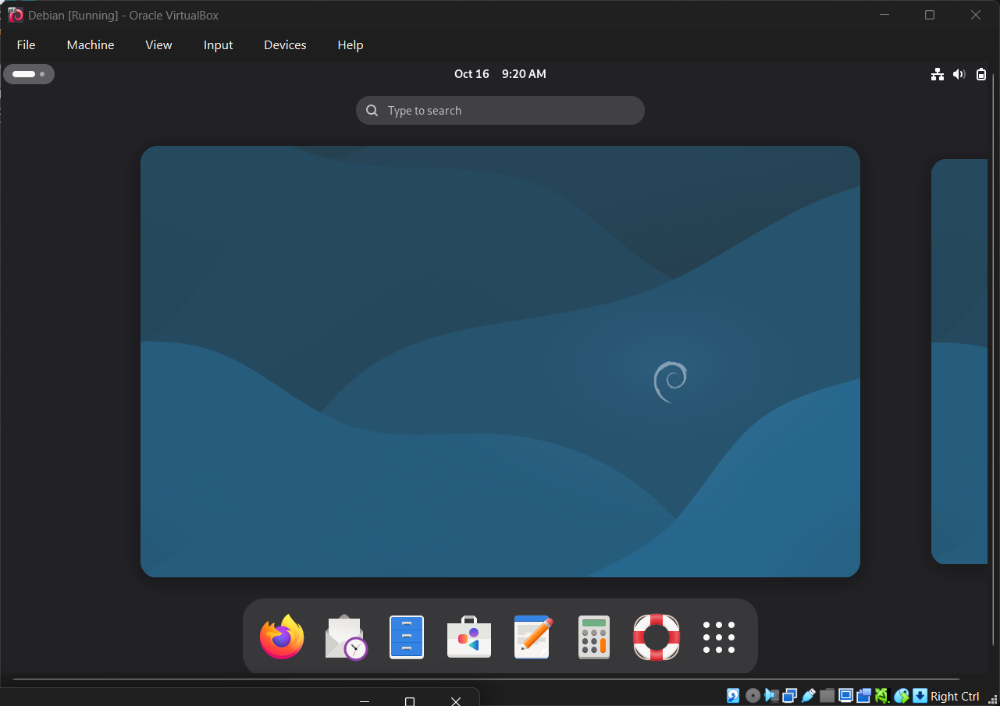 Debian [Running] - Oracle VirtualBox
File Machine View Input Devices Help
Oct 16 9:20 AM
Type to search
Right Ctrl